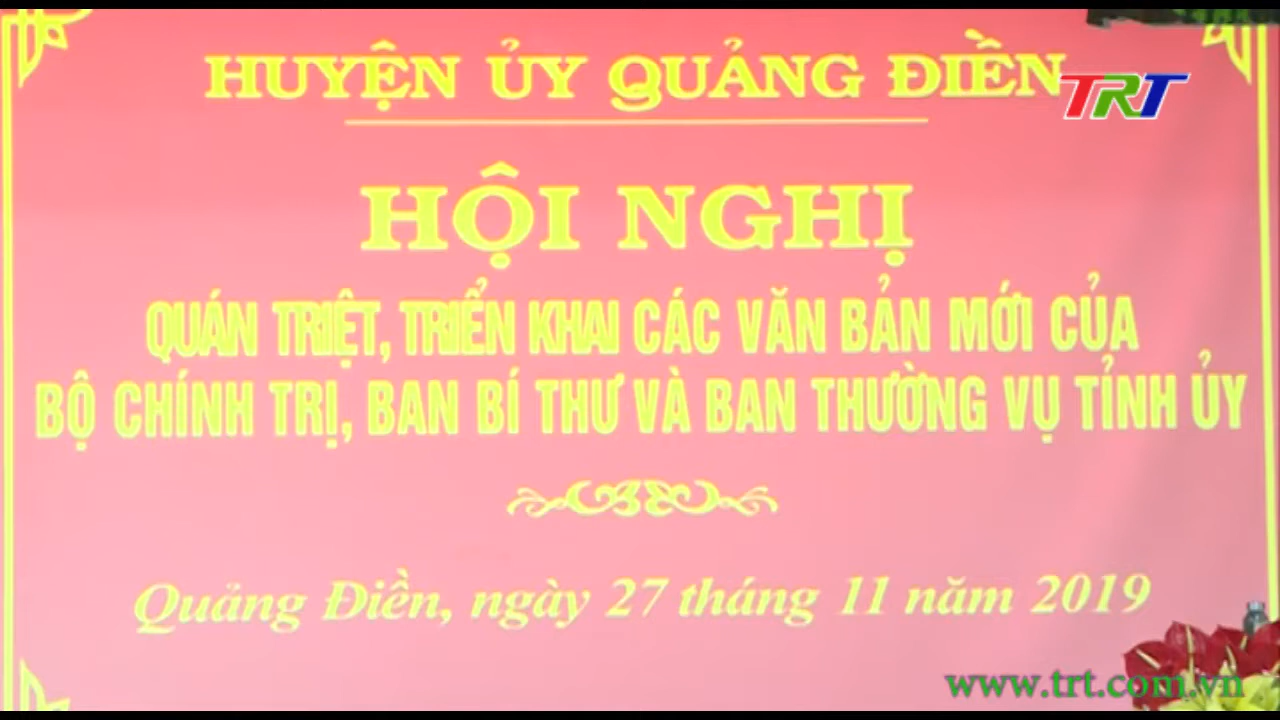 HUYỆN ỦY QUẢNG ĐIỀN
TRT
HỘI NGHỊ
QUÁN TRIỆT, TRIỂN KHAI CÁC VĂN BẢN MỚI CỦA
BỘ CHÍNH TRỊ, BAN BÍ THƯ VÀ BAN THƯỜNG VỤ TỈNH ỦY
Quảng Điền, ngày 27 tháng 11 năm 2019
www.trt.com.vn